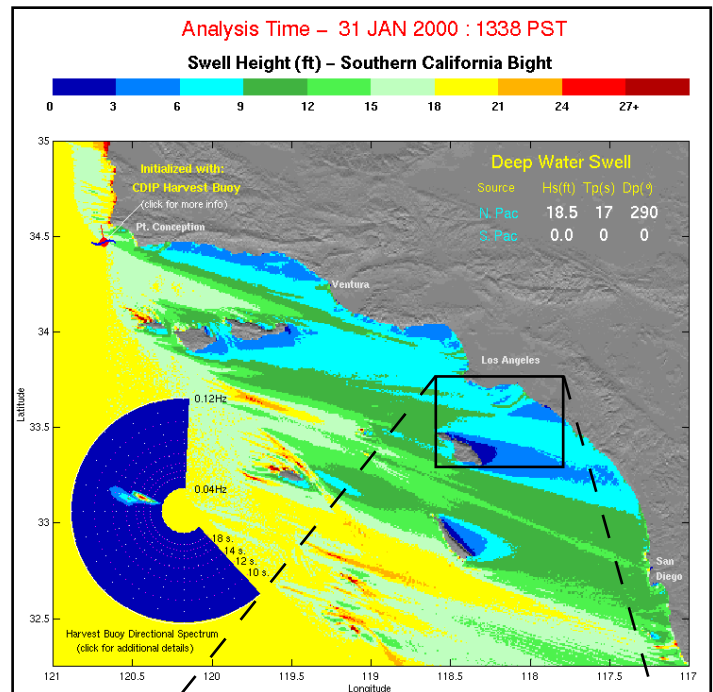 Analysis Time – 31 JAN 2000 : 1338 PST
Swell Height (ft) – Southern California Bight
0 3 6 9 12 15 18 21 24 27+
35
34.5
34
33.5
33
32.5
Latitude
Initialized with:
CDIP Harvest Buoy
(click for more info)
Pt. Conception
Deep Water Swell
Source Hs(ft) Tp(s) Dp(º)
N. Pac 18.5 17 290
S. Pac 0.0 0 0
Ventura
Los Angeles
San
Diego
0.12Hz
0.04Hz
18 s.
14 s.
12 s.
10 s.
Harvest Buoy Directional Spectrum
(click for additional details)
121 120.5 120 119.5 119 118.5 118 117.5 117
Longitude